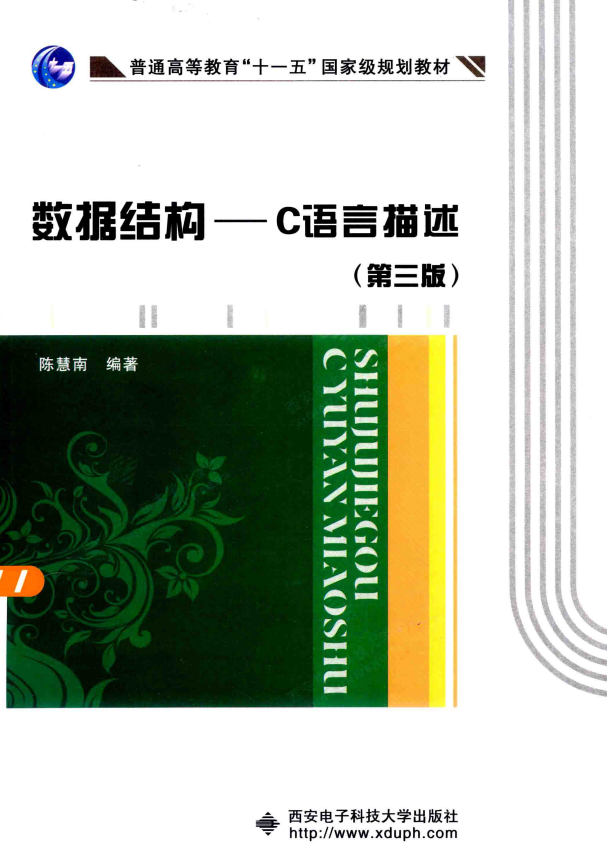 普通高等教育“十一五”国家级规划教材
数据结构——C语言描述
（第三版）
陈慧南 编著
SHUJUJIEGOU
CYUYAN MIAOSHU
西安电子科技大学出版社
http://www.xduph.com